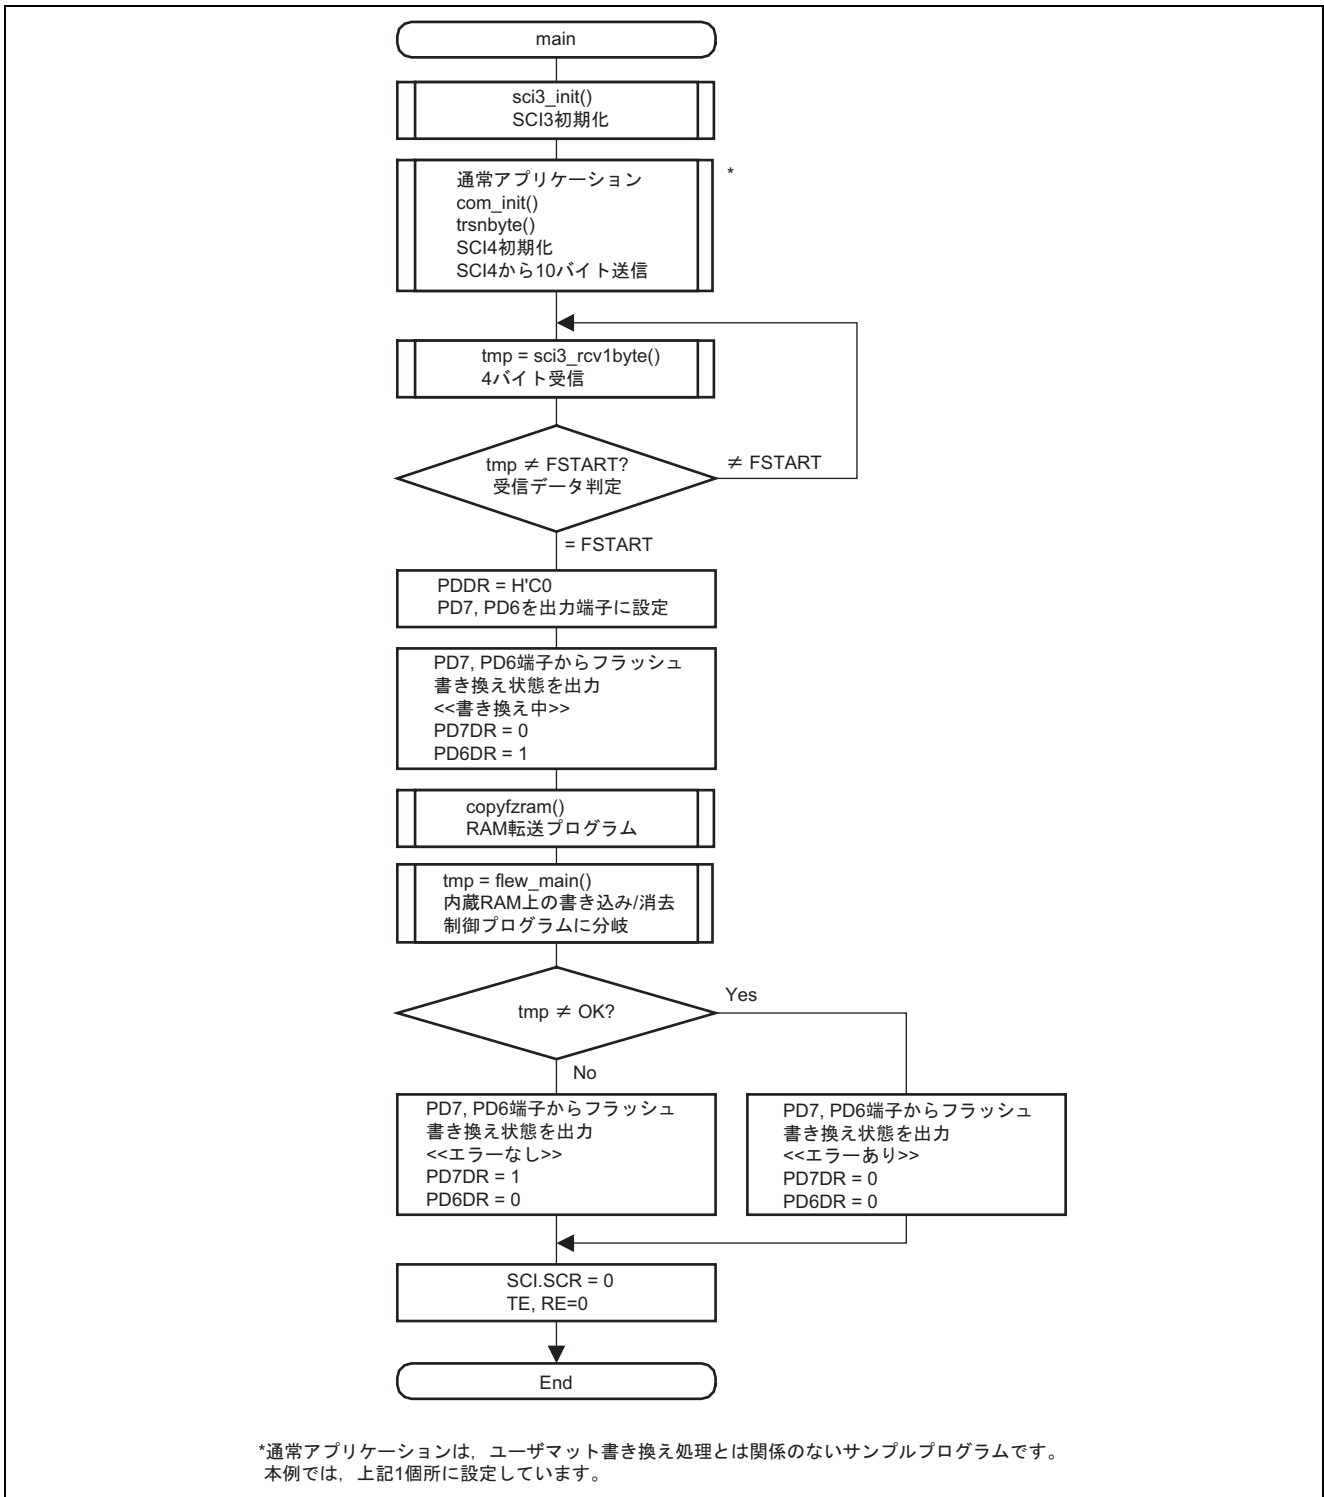 main
sci3_init()
SCI3初期化
通常アプリケーション
com_init()
trsnbyte()
SCI4初期化
SCI4から10バイト送信
*
tmp = sci3_rcv1byte()
4バイト受信
tmp ≠ FSTART?
受信データ判定
≠ FSTART
= FSTART
PDDR = H'C0
PD7, PD6を出力端子に設定
PD7, PD6端子からフラッシュ
書き換え状態を出力
<<書き換え中>>
PD7DR = 0
PD6DR = 1
copyfzram()
RAM転送プログラム
tmp = flew_main()
内蔵RAM上の書き込み/消去
制御プログラムに分岐
tmp ≠ OK?
Yes
No
PD7, PD6端子からフラッシュ
書き換え状態を出力
<<エラーなし>>
PD7DR = 1
PD6DR = 0
PD7, PD6端子からフラッシュ
書き換え状態を出力
<<エラーあり>>
PD7DR = 0
PD6DR = 0
SCI.SCR = 0
TE, RE=0
End
*通常アプリケーションは，ユーザマット書き換え処理とは関係のないサンプルプログラムです。
本例では，上記1個所に設定しています。